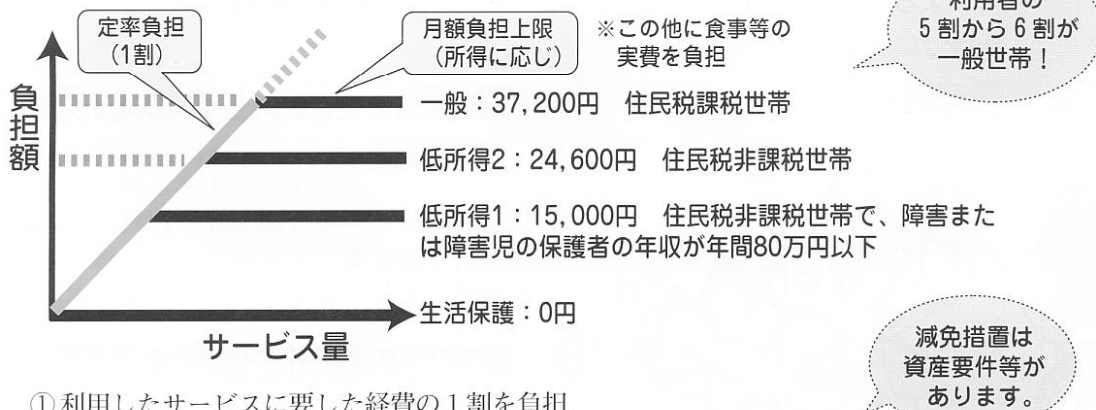 利用者の
5割から6割が
一般世帯！
定率負担
（1割）
月額負担上限
（所得に応じ）
※この他に食事等の
実費を負担
負担額
一般：37,200円 住民税課税世帯
低所得2：24,600円 住民税非課税世帯
低所得1：15,000円 住民税非課税世帯で、障害また
は障害児の保護者の年収が年間80万円以下
生活保護：0円
サービス量
減免措置は
資産要件等が
あります。
①利用したサービスに要した経費の1割を負担